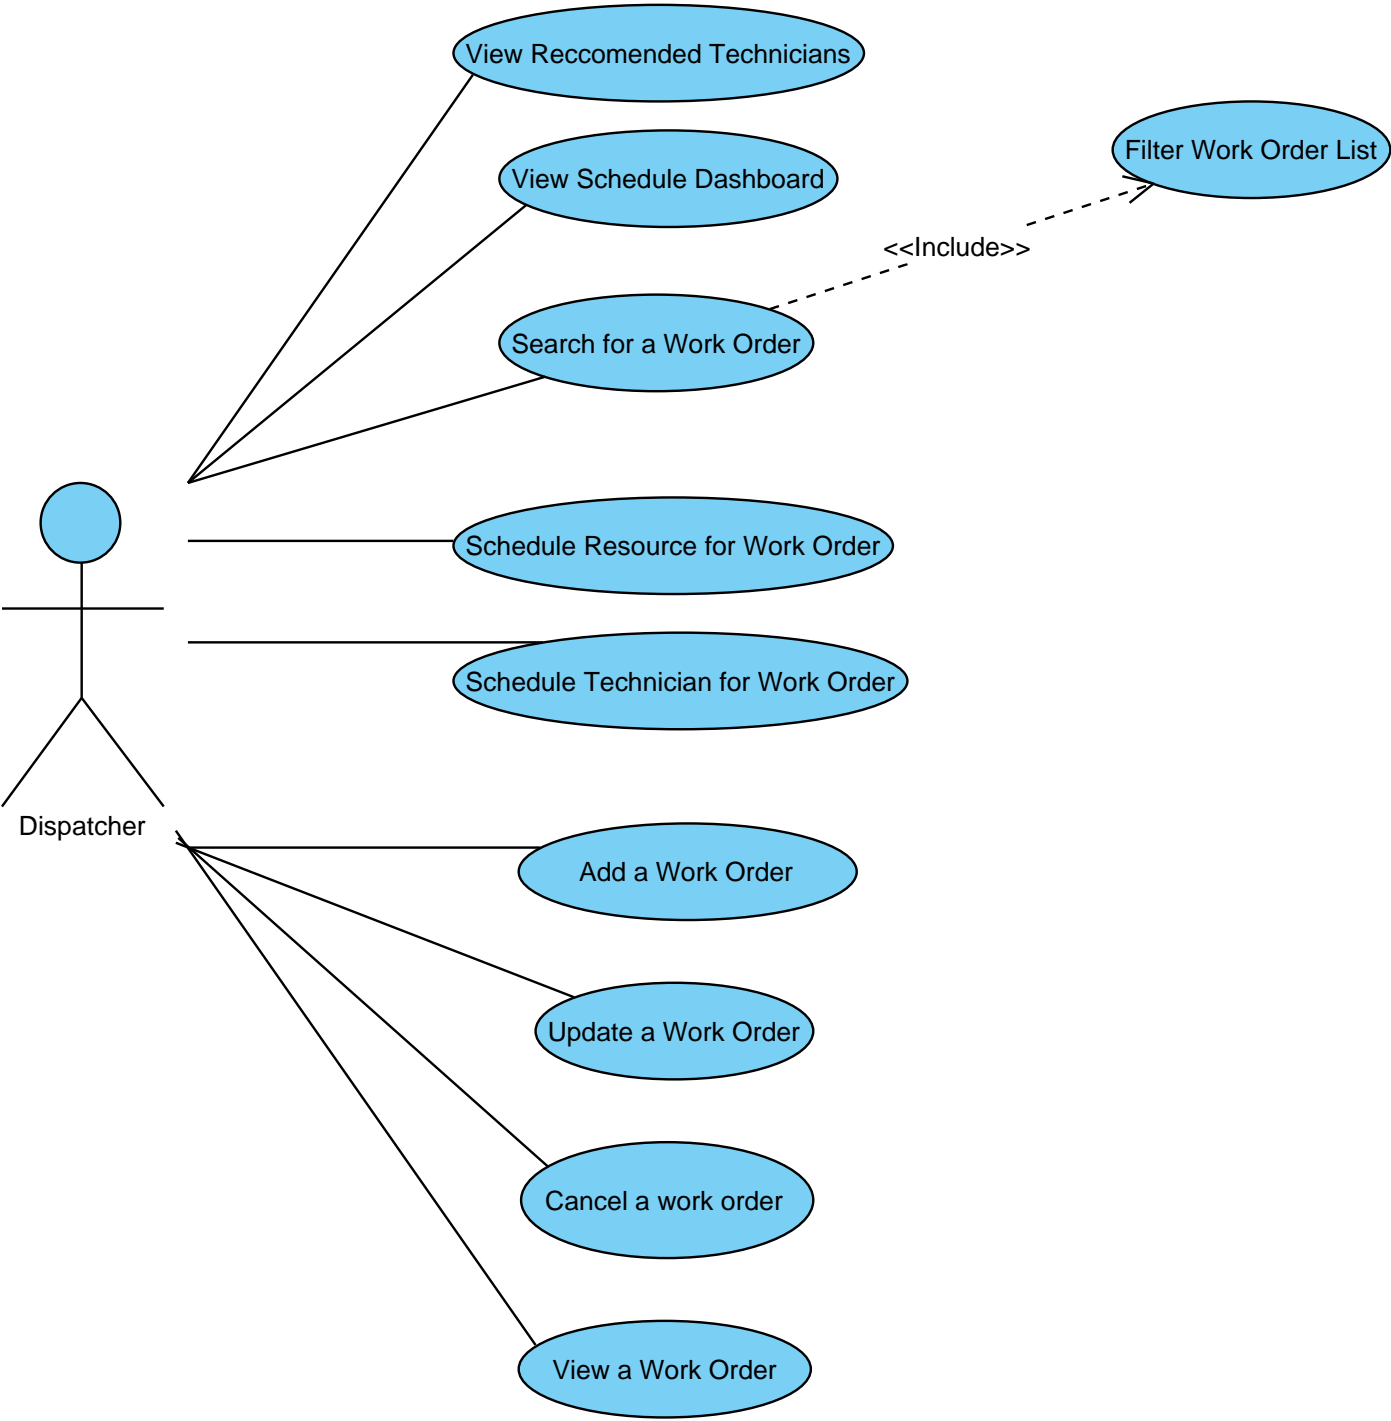 View Reccomended Technicians
Filter Work Order List
View Schedule Dashboard
<<Include>>
Search for a Work Order
Schedule Resource for Work Order
Schedule Technician for Work Order
Dispatcher
Add a Work Order
Update a Work Order
Cancel a work order
View a Work Order